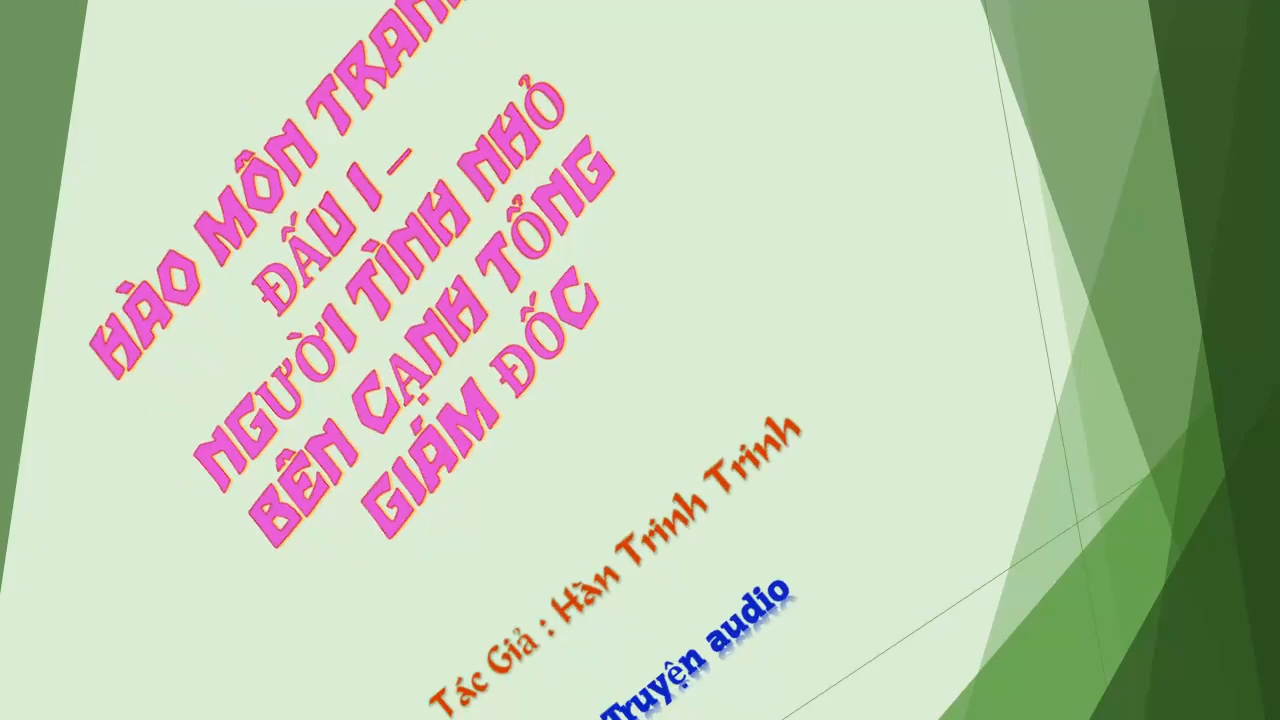 HÀO MÔN TRANH
ĐẤU I –
NGƯỜI TÌNH NHỎ
BÊN CẠNH TỔNG
GIÁM ĐỐC
Tác Giả : Hàn Trinh Trinh
Truyện audio